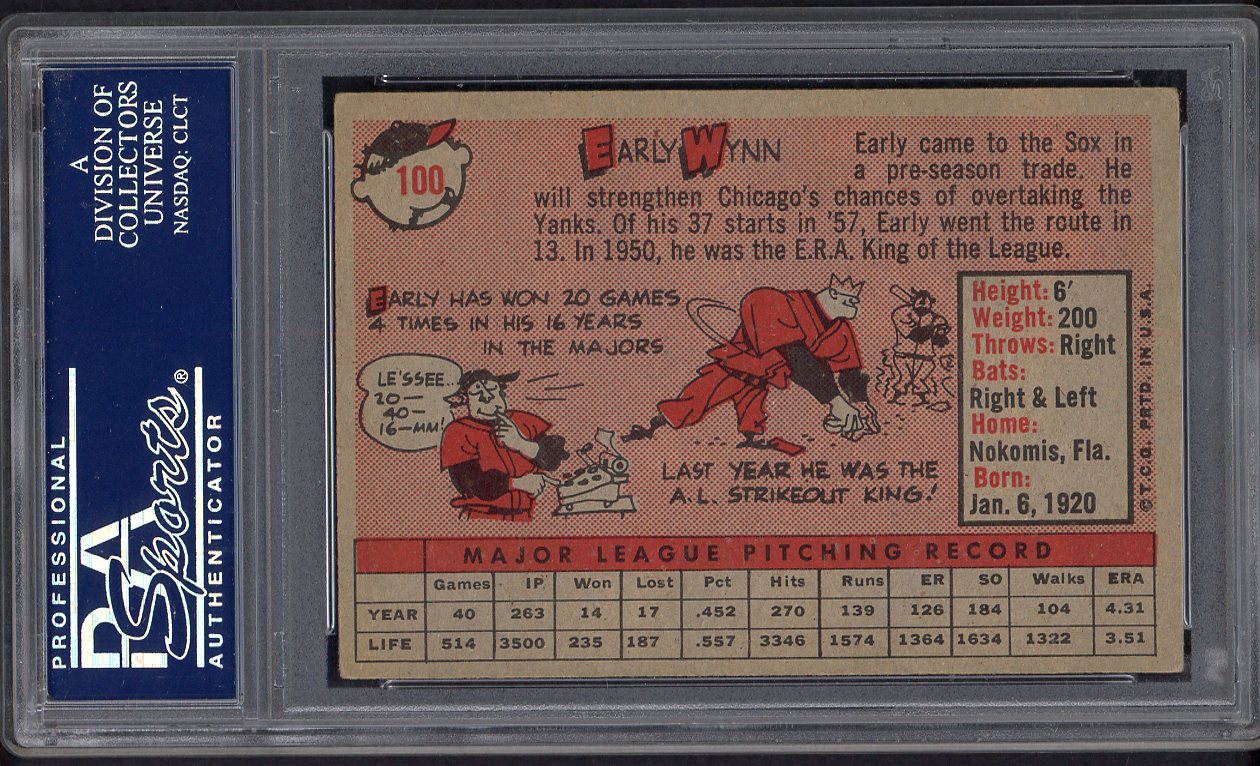 A
DIVISION OF
COLLECTORS
UNIVERSE
NASDAQ: CLCT
PROFESSIONAL
PSA
Sports®
AUTHENTICATOR
100
EARLY WYNN
Early came to the Sox in
a pre-season trade. He
will strengthen Chicago's chances of overtaking the
Yanks. Of his 37 starts in '57, Early went the route in
13. In 1950, he was the E.R.A. King of the League.
EARLY HAS WON 20 GAMES
4 TIMES IN HIS 16 YEARS
IN THE MAJORS
LE'SSEE...
20—
40—
16—MM!
LAST YEAR HE WAS THE
A.L. STRIKEOUT KING!
Height: 6'
Weight: 200
Throws: Right
Bats:
Right & Left
Home:
Nokomis, Fla.
Born:
Jan. 6, 1920
© T.C.G. PRTD. IN U.S.A.
MAJOR LEAGUE PITCHING RECORD
Games IP Won Lost Pct Hits Runs ER SO Walks ERA
YEAR 40 263 14 17 .452 270 139 126 184 104 4.31
LIFE 514 3500 235 187 .557 3346 1574 1364 1634 1322 3.51